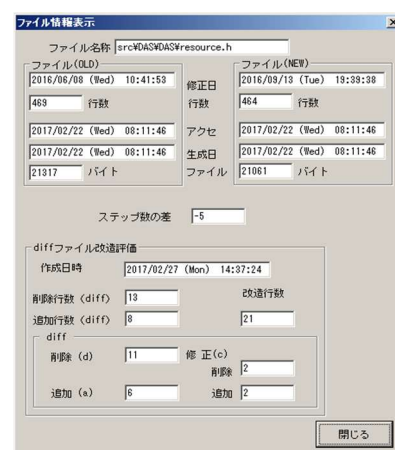 ファイル情報表示
ファイル名称 src¥DAS¥DAS¥resource.h
ファイル(OLD) ファイル(NEW)
2016/06/08 (Wed) 10:41:53 修正日 2016/09/13 (Tue) 19:39:38
469 行数 行数 464 行数
2017/02/22 (Wed) 08:11:46 アクセ 2017/02/22 (Wed) 08:11:46
2017/02/22 (Wed) 08:11:46 生成日 2017/02/22 (Wed) 08:11:46
21317 バイト ファイル 21061 バイト
ステップ数の差 -5
diffファイル改造評価
作成日時 2017/02/27 (Mon) 14:37:24
削除行数 (diff) 13 改造行数
追加行数 (diff) 8 21
diff
削除 (d) 11 修 正(c)
削除 2
追加 (a) 6 追加 2
閉じる